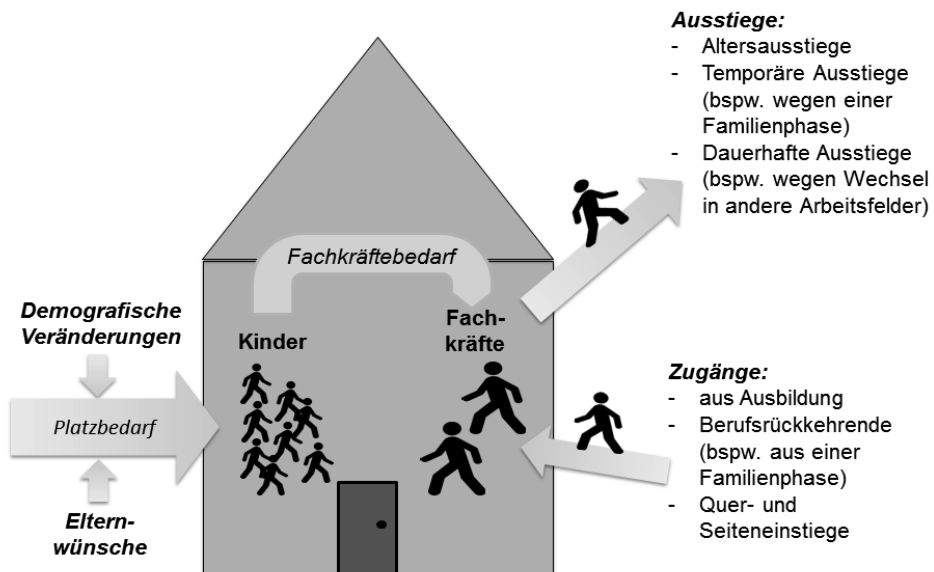 Ausstiege:
- Altersausstiege
- Temporäre Ausstiege
(bspw. wegen einer
Familienphase)
- Dauerhafte Ausstiege
(bspw. wegen Wechsel
in andere Arbeitsfelder)
Fachkräftebedarf
Demografische
Veränderungen
Kinder
Fach-
kräfte
Platzbedarf
Eltern-
wünsche
Zugänge:
- aus Ausbildung
- Berufsrückkehrende
(bspw. aus einer
Familienphase)
- Quer- und
Seiteneinstiege